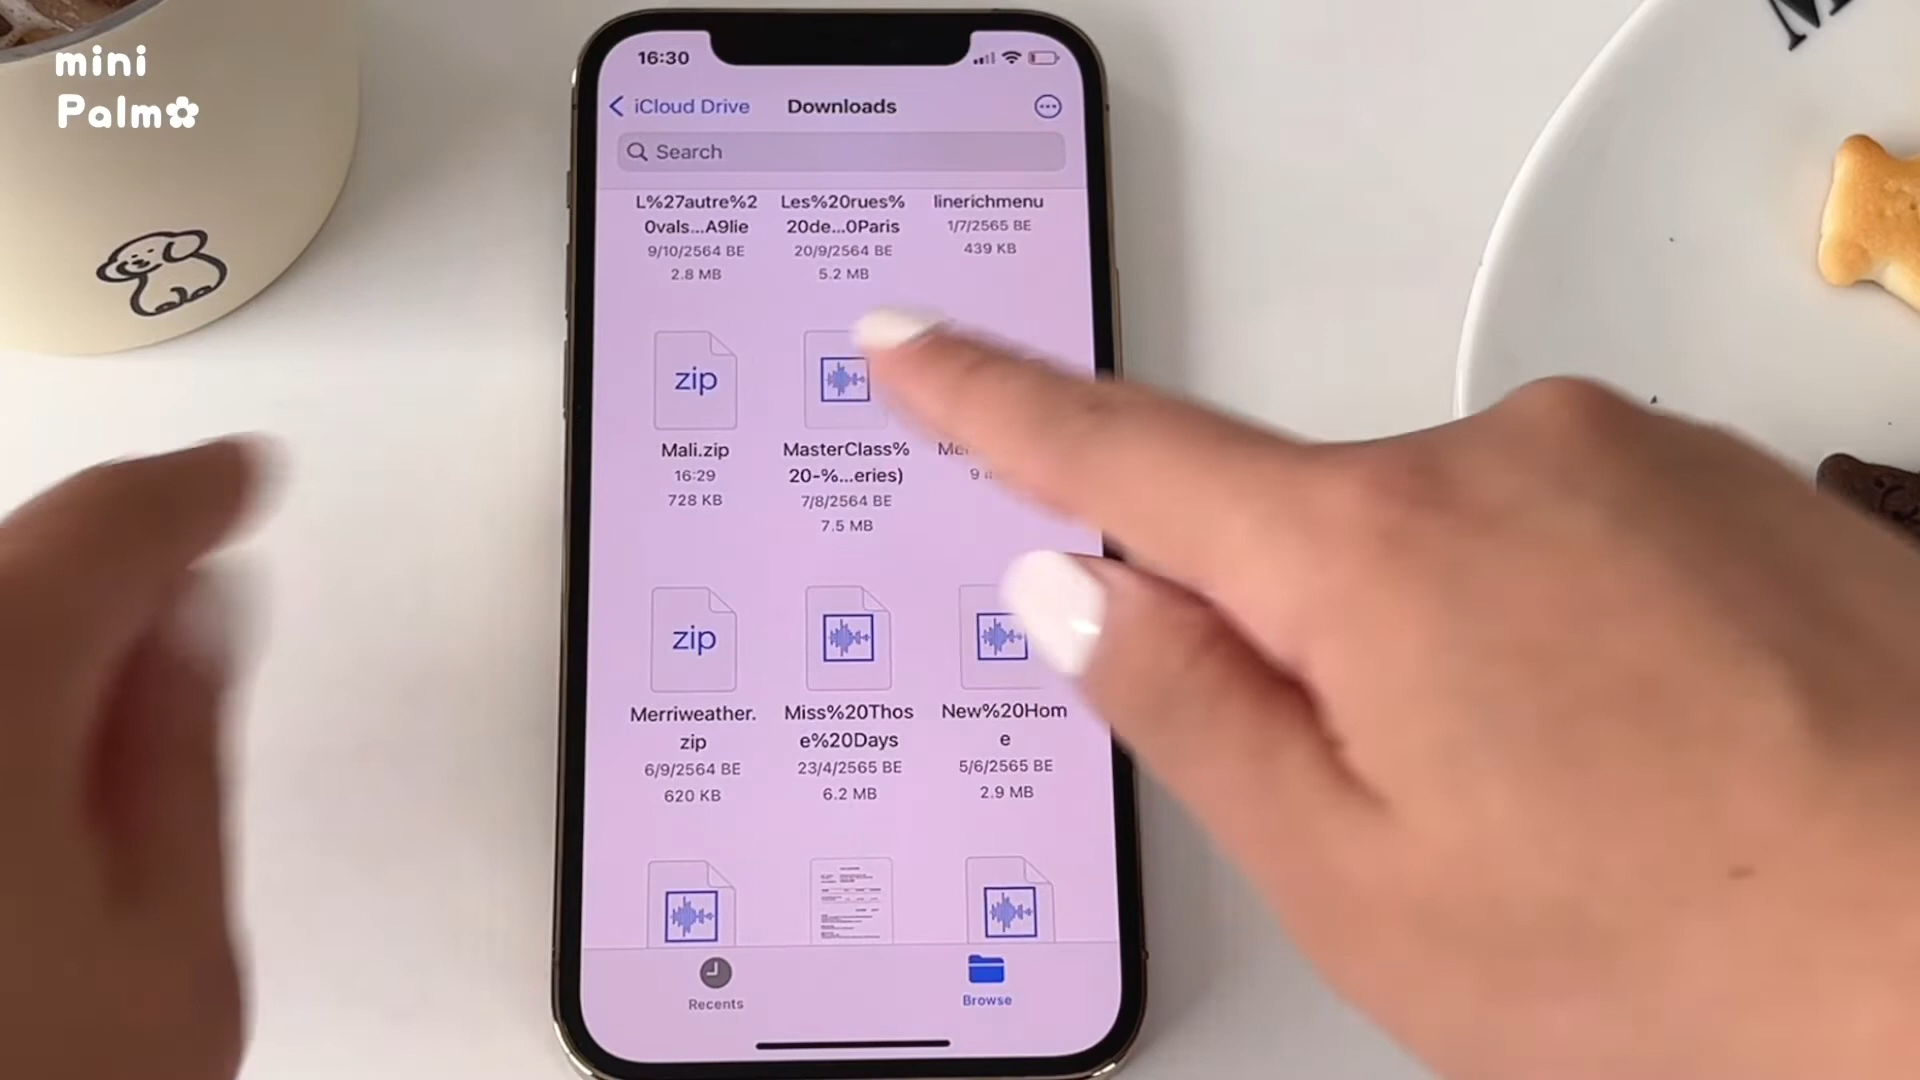 mini
Palm
16:30
iCloud Drive
Downloads
Search
L%27autre%2
0vals...A9lie
9/10/2564 BE
2.8 MB
Les%20rues%
20de...0Paris
20/9/2564 BE
5.2 MB
linerichmenu
1/7/2565 BE
439 KB
zip
Mali.zip
16:29
728 KB
MasterClass%
20-%...eries)
7/8/2564 BE
7.5 MB
zip
Merriweather.
zip
6/9/2564 BE
620 KB
Miss%20Thos
e%20Days
23/4/2565 BE
6.2 MB
New%20Hom
e
5/6/2565 BE
2.9 MB
Recents
Browse